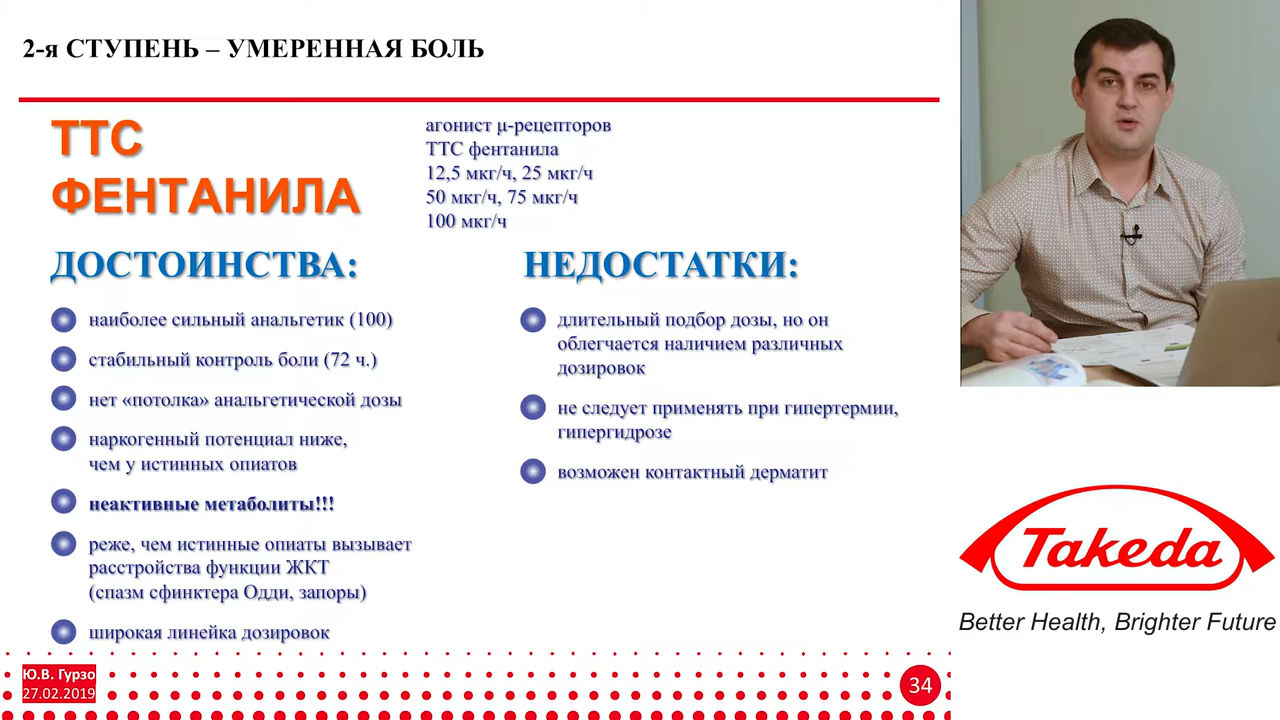 2-я СТУПЕНЬ – УМЕРЕННАЯ БОЛЬ
ТТС
ФЕНТАНИЛА
агонист μ-рецепторов
ТТС фентанила
12,5 мкг/ч, 25 мкг/ч
50 мкг/ч, 75 мкг/ч
100 мкг/ч
ДОСТОИНСТВА:
наиболее сильный анальгетик (100)
стабильный контроль боли (72 ч.)
нет «потолка» анальгетической дозы
наркогенный потенциал ниже,
чем у истинных опиатов
неактивные метаболиты!!!
реже, чем истинные опиаты вызывает
расстройства функции ЖКТ
(спазм сфинктера Одди, запоры)
широкая линейка дозировок
НЕДОСТАТКИ:
длительный подбор дозы, но он
облегчается наличием различных
дозировок
не следует применять при гипертермии,
гипергидрозе
возможен контактный дерматит
Ю.В. Гурзо
27.02.2019
34
Takeda
Better Health, Brighter Future